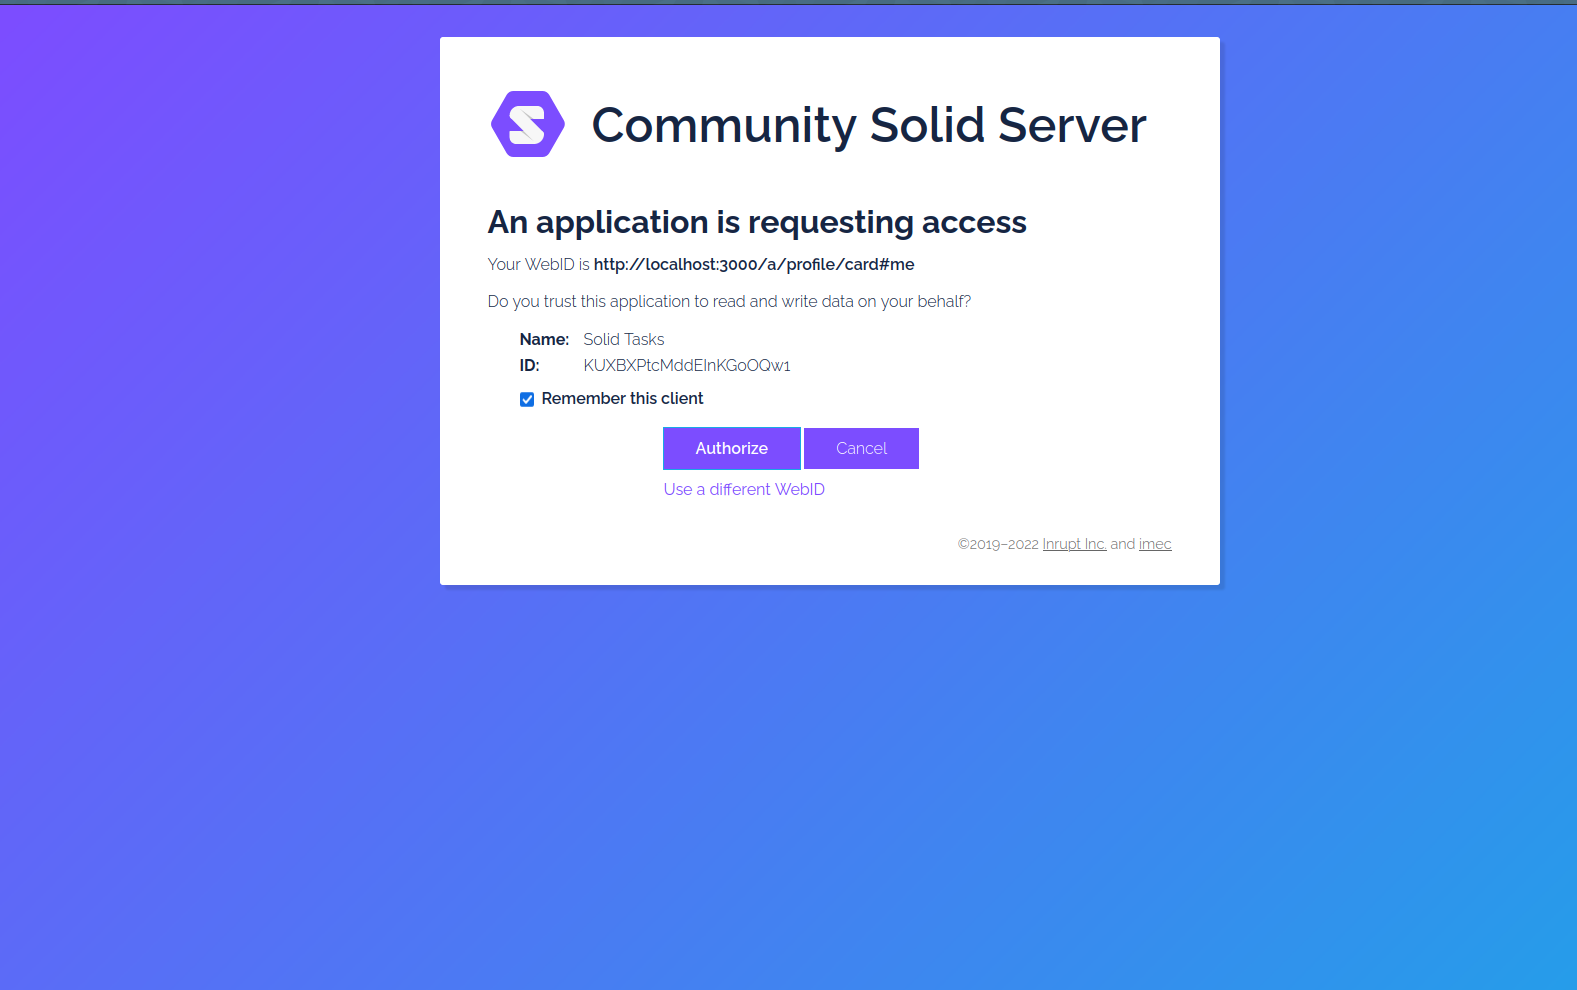 Community Solid Server
An application is requesting access
Your WebID is http://localhost:3000/a/profile/card#me
Do you trust this application to read and write data on your behalf?
Name: Solid Tasks
ID: KUXBXPtcMddEInKGoOQw1
Remember this client
Authorize Cancel
Use a different WebID
©2019–2022 Inrupt Inc. and imec